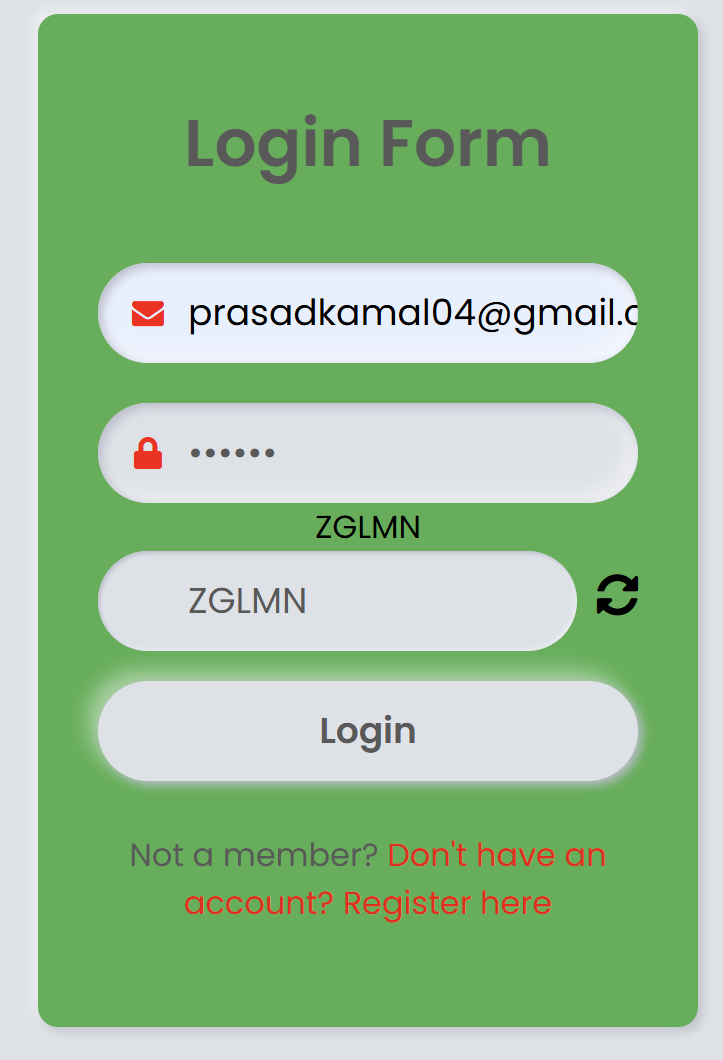 Login Form
prasadkamal04@gmail.c
••••••
ZGLMN
ZGLMN
Login
Not a member? Don't have an
account? Register here